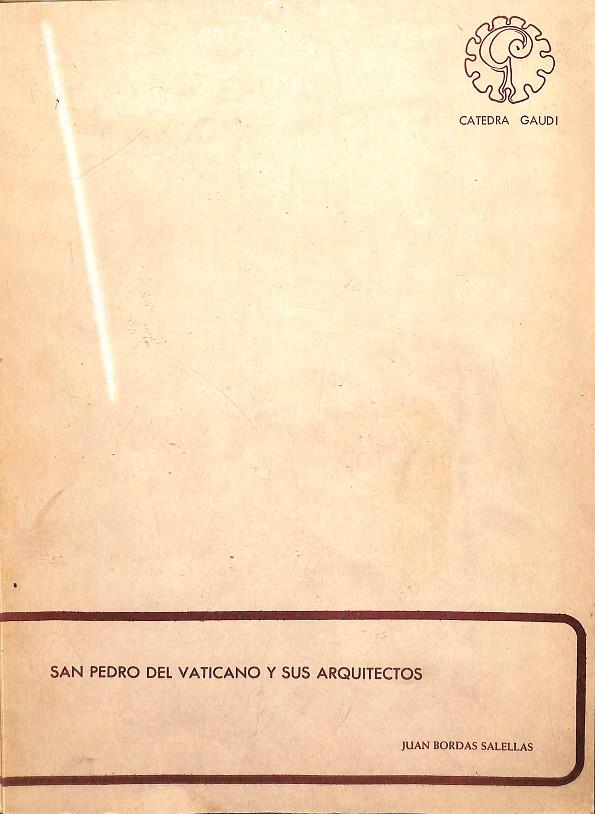 CATEDRA GAUDI
SAN PEDRO DEL VATICANO Y SUS ARQUITECTOS
JUAN BORDAS SALELLAS